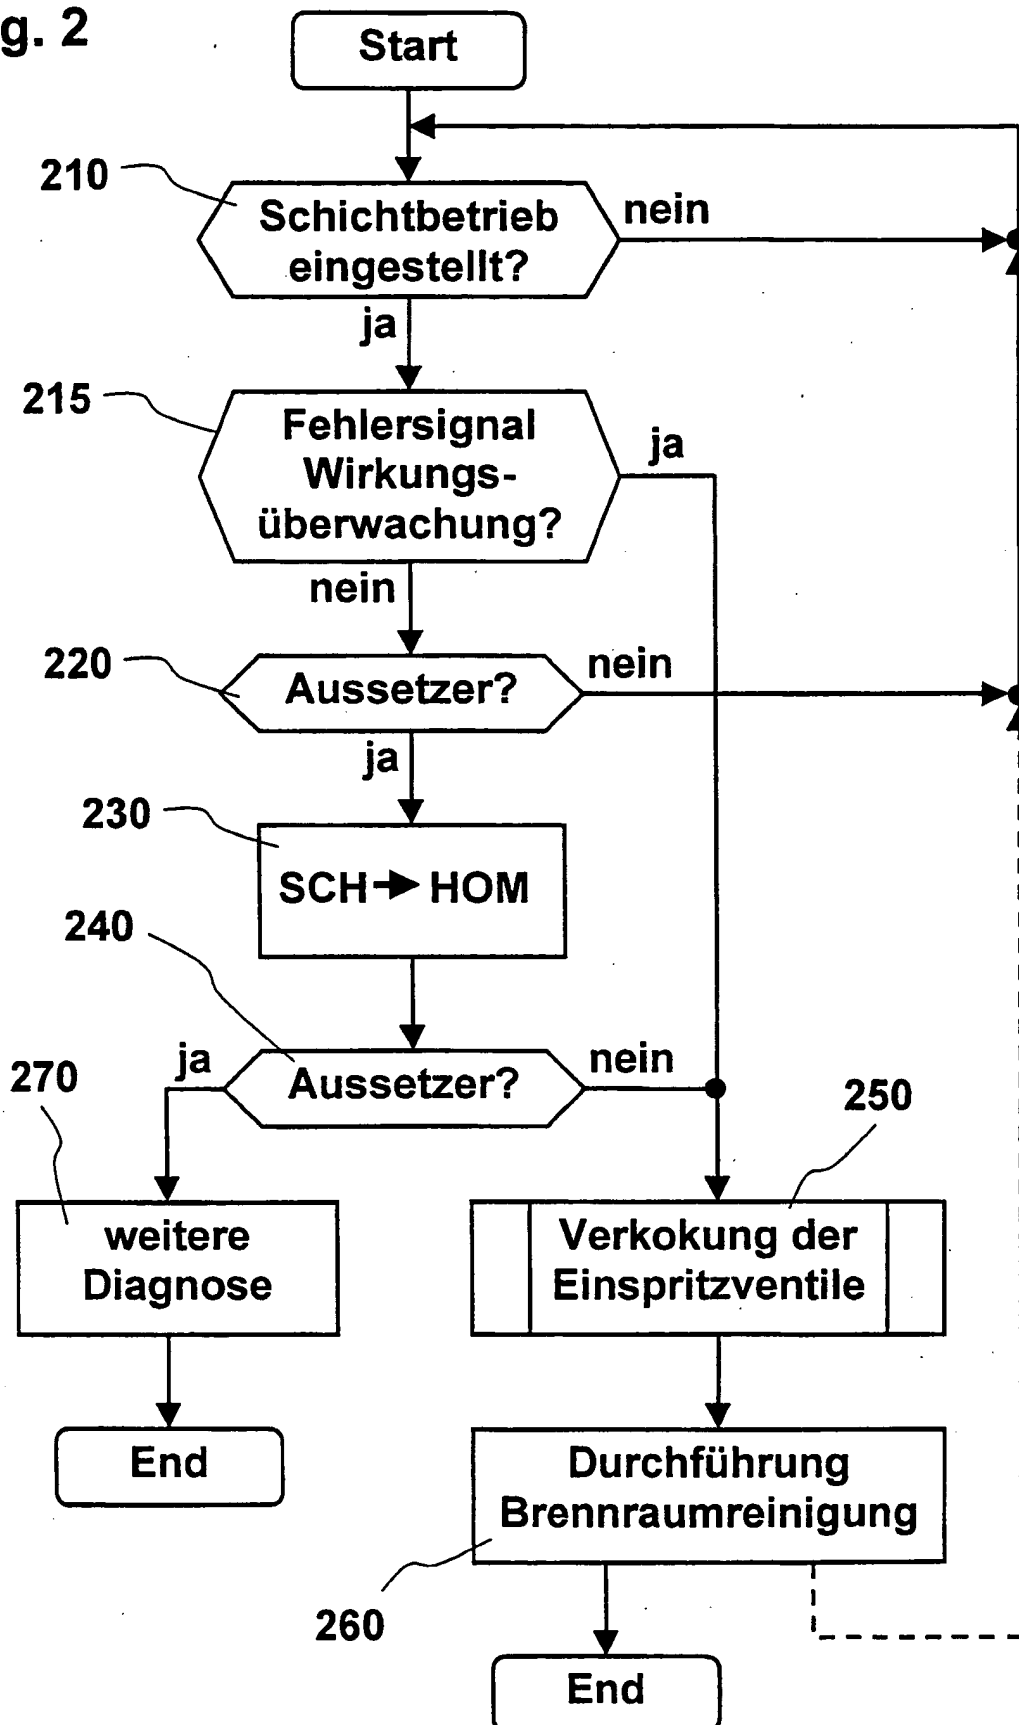 g. 2
Start
210
Schichtbetrieb
eingestellt?
nein
ja
215
Fehlersignal
Wirkungs-
überwachung?
ja
nein
220
Aussetzer?
nein
ja
230
SCH → HOM
240
Aussetzer?
ja
nein
270
250
weitere
Diagnose
Verkokung der
Einspritzventile
End
Durchführung
Brennraumreinigung
260
End